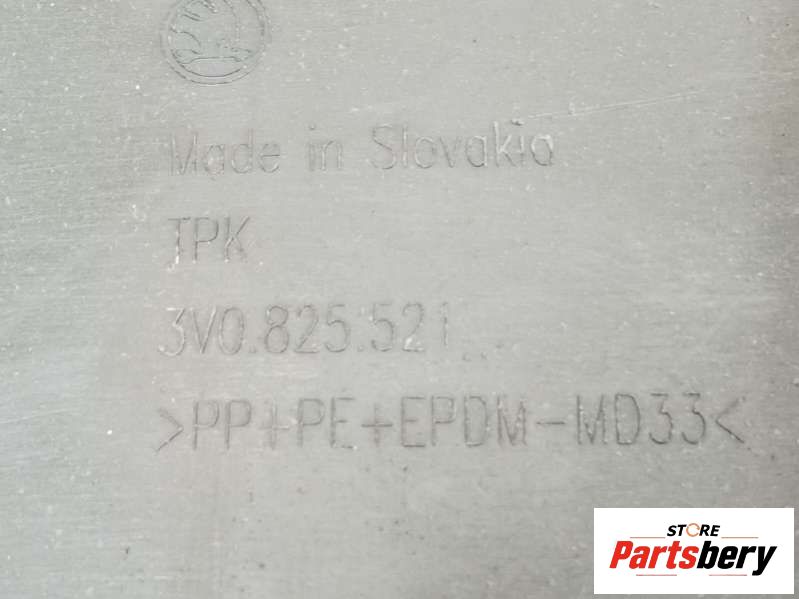 Made in Slovakia
TPK
3V0.825.521
>PP+PE+EPDM-MD33<
STORE
Partsbery